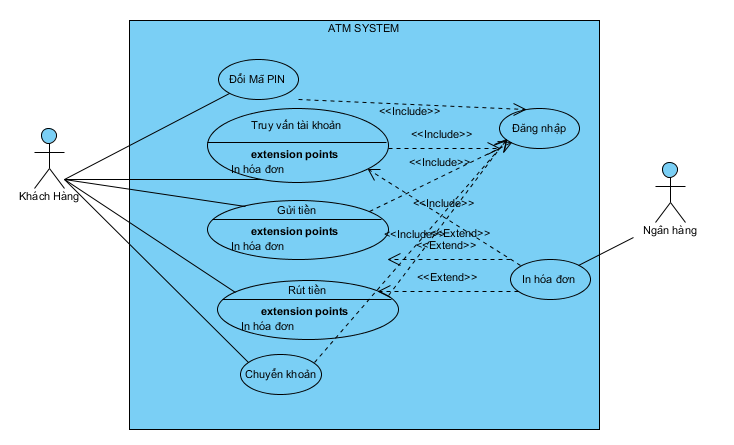 ATM SYSTEM
Đổi Mã PIN
<<Include>>
Truy vấn tài khoản
<<Include>>
Đăng nhập
extension points
<<Include>>
In hóa đơn
Khách Hàng
<<Include>>
Gửi tiền
Ngân hàng
extension points
<<Include>>
<<Extend>>
In hóa đơn
<<Extend>>
<<Extend>>
In hóa đơn
Rút tiền
extension points
In hóa đơn
Chuyển khoản